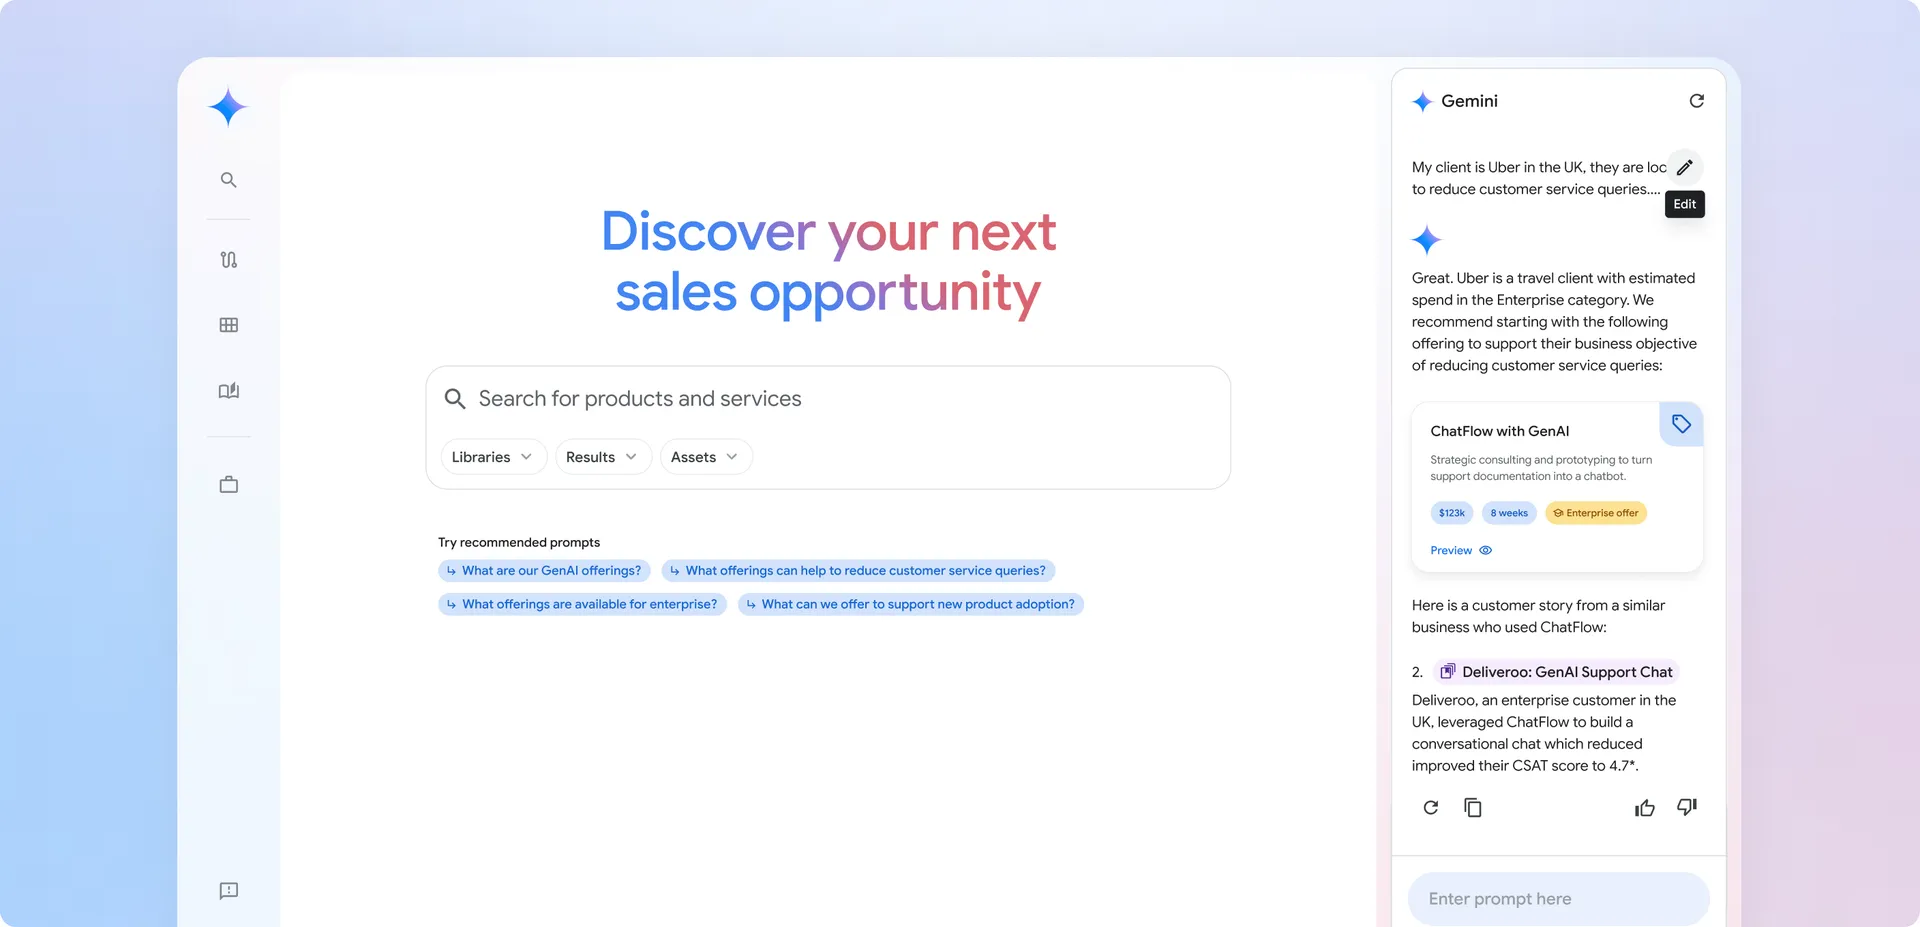 Discover your next
sales opportunity
Search for products and services
Libraries
Results
Assets
Try recommended prompts
What are our GenAI offerings?
What offerings can help to reduce customer service queries?
What offerings are available for enterprise?
What can we offer to support new product adoption?
Gemini
My client is Uber in the UK, they are loc
to reduce customer service queries....
Edit
Great. Uber is a travel client with estimated
spend in the Enterprise category. We
recommend starting with the following
offering to support their business objective
of reducing customer service queries:
ChatFlow with GenAI
Strategic consulting and prototyping to turn
support documentation into a chatbot.
$123k
8 weeks
Enterprise offer
Preview
Here is a customer story from a similar
business who used ChatFlow:
2. Deliveroo: GenAI Support Chat
Deliveroo, an enterprise customer in the
UK, leveraged ChatFlow to build a
conversational chat which reduced
improved their CSAT score to 4.7*.
Enter prompt here